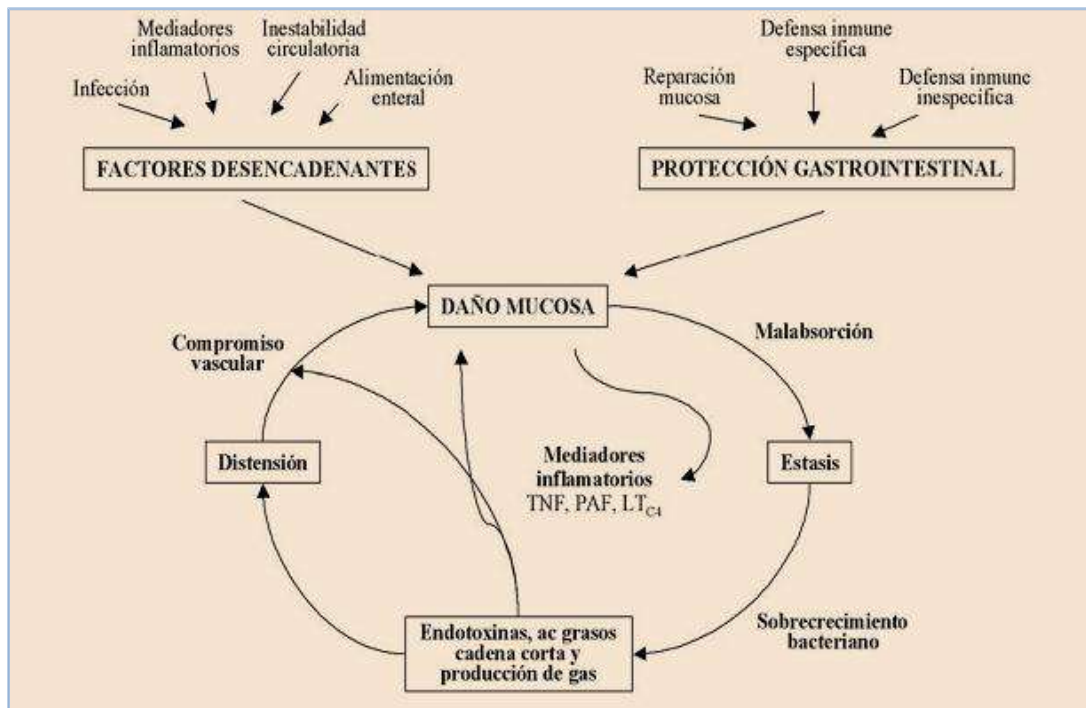 Mediadores
inflamatorios
Inestabilidad
circulatoria
Infección
Alimentación
enteral
Defensa inmune
específica
Reparación
mucosa
Defensa inmune
inespecífica
FACTORES DESENCADENANTES
PROTECCIÓN GASTROINTESTINAL
DAÑO MUCOSA
Compromiso
vascular
Malabsorción
Distensión
Mediadores
inflamatorios
TNF, PAF, LTC4
Estasis
Endotoxinas, ac grasos
cadena corta y
producción de gas
Sobrecrecimiento
bacteriano